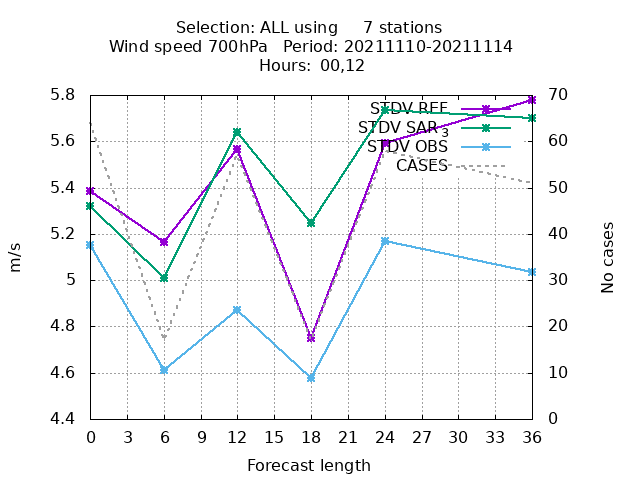 Selection: ALL using 7 stations
Wind speed 700hPa Period: 20211110-20211114
Hours: 00,12
5.8
5.6
5.4
5.2
5
4.8
4.6
4.4
70
60
50
40
30
20
10
0
STDV REF
STDV SAR3
STDV OBS
CASES
m/s
No cases
0 3 6 9 12 15 18 21 24 27 30 33 36
Forecast length